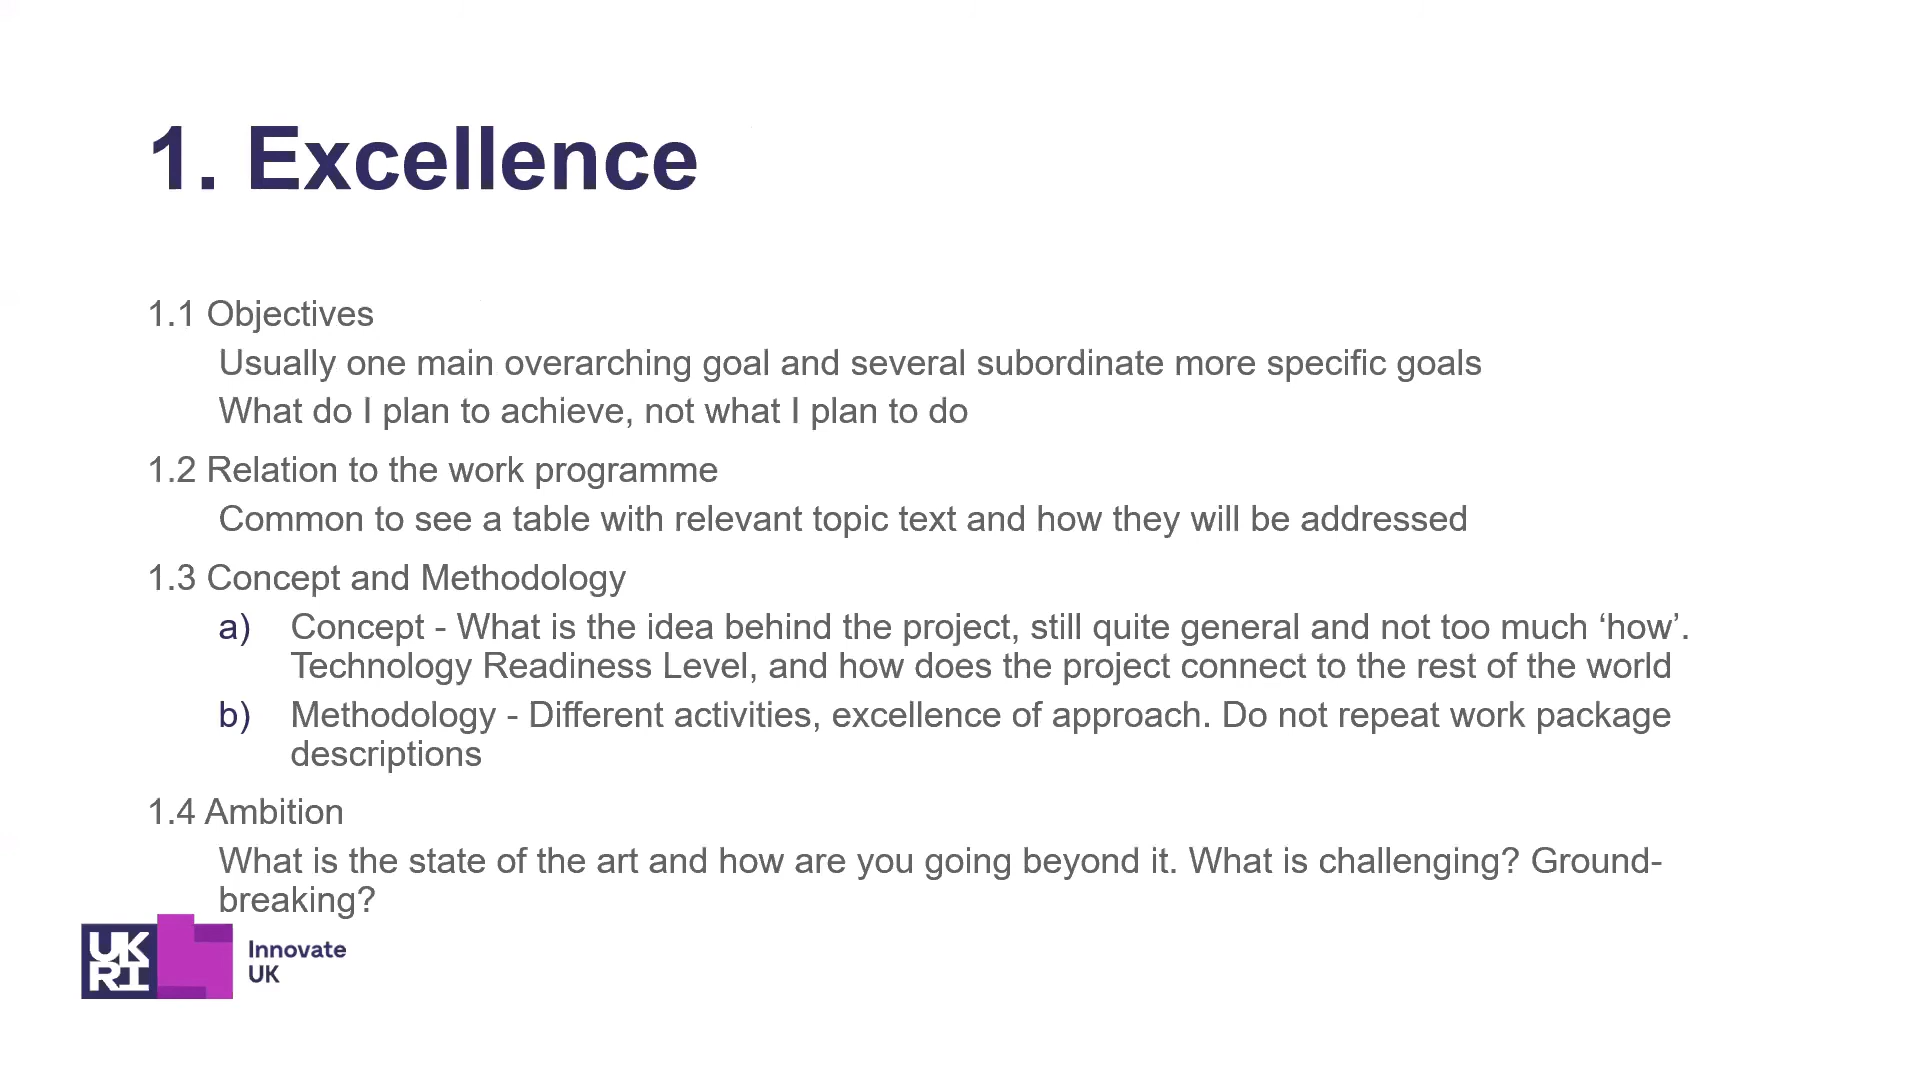 1. Excellence
1.1 Objectives
Usually one main overarching goal and several subordinate more specific goals
What do I plan to achieve, not what I plan to do
1.2 Relation to the work programme
Common to see a table with relevant topic text and how they will be addressed
1.3 Concept and Methodology
a) Concept - What is the idea behind the project, still quite general and not too much ‘how’.
Technology Readiness Level, and how does the project connect to the rest of the world
b) Methodology - Different activities, excellence of approach. Do not repeat work package
descriptions
1.4 Ambition
What is the state of the art and how are you going beyond it. What is challenging? Ground-
breaking?
UK
RI
Innovate
UK